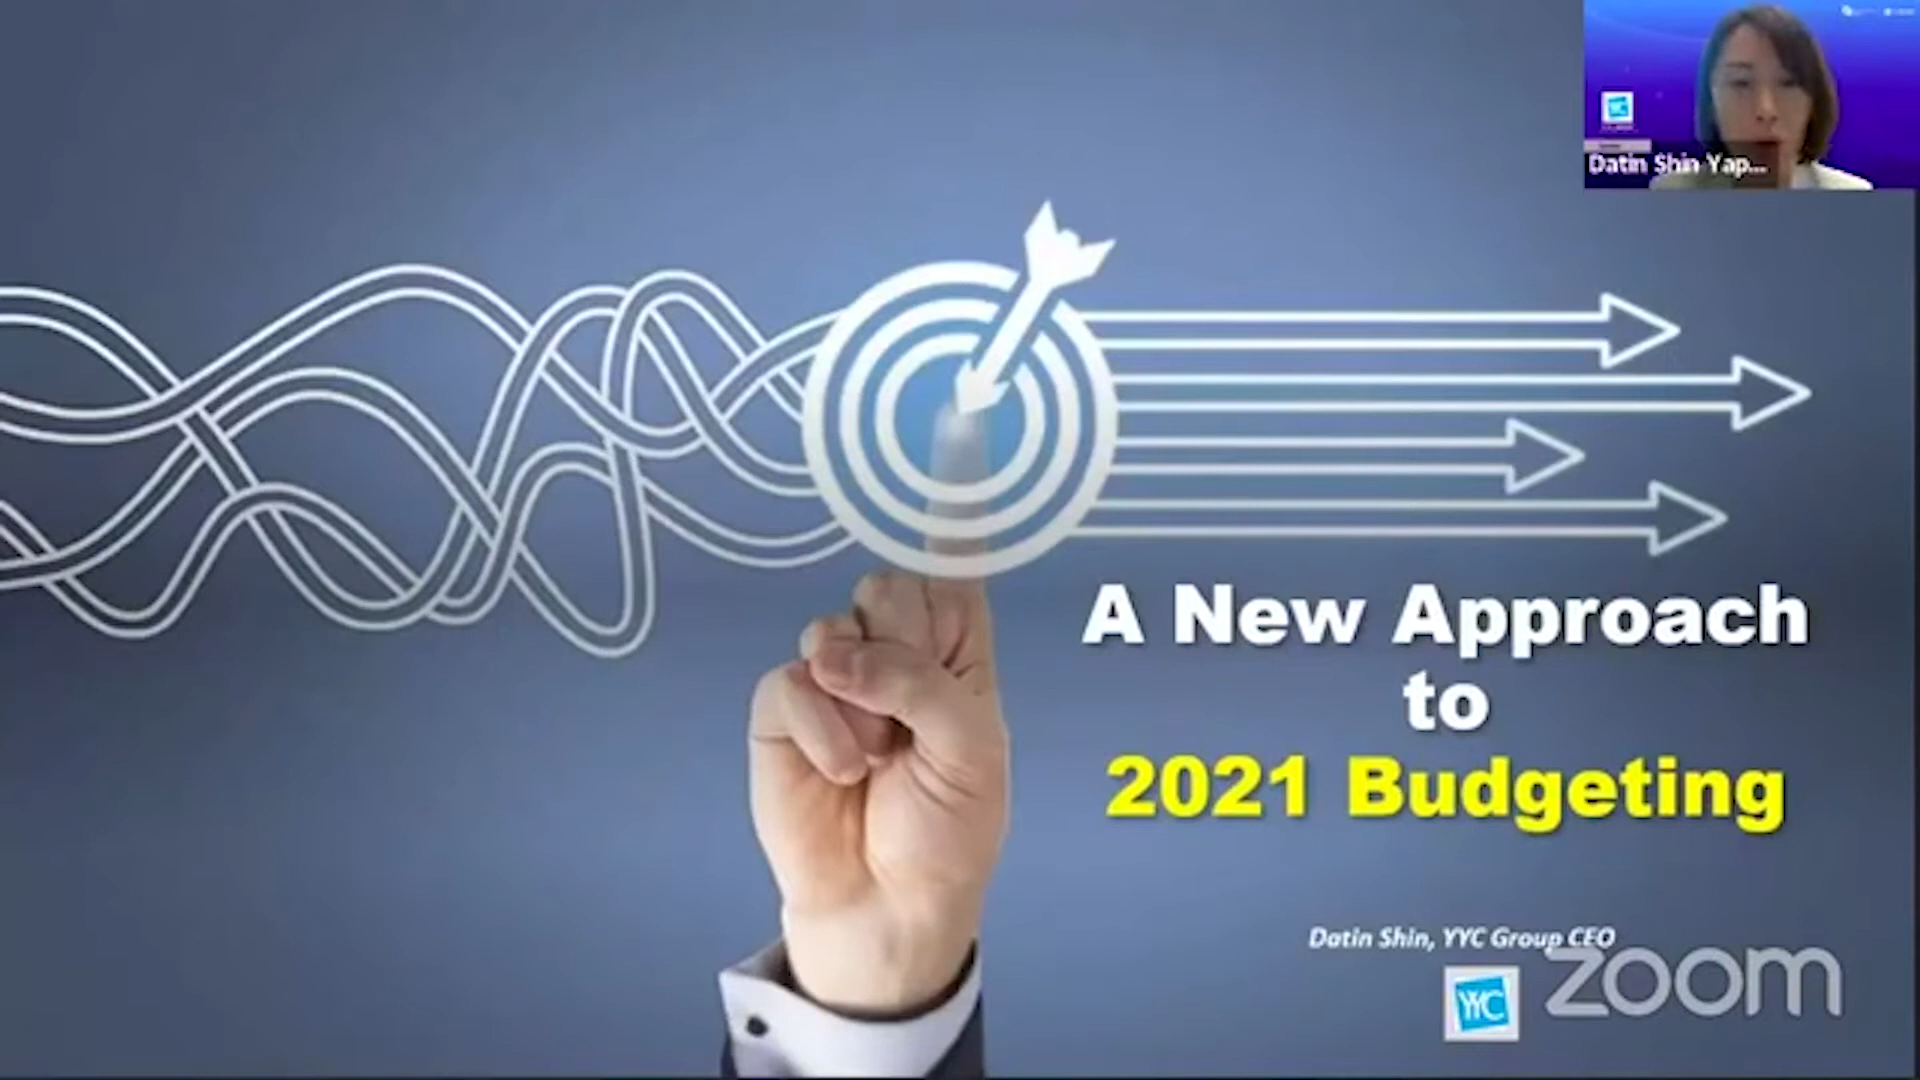 Datin Shin Yap...
A New Approach
to
2021 Budgeting
Datin Shin, YYC Group CEO
YYC
zoom